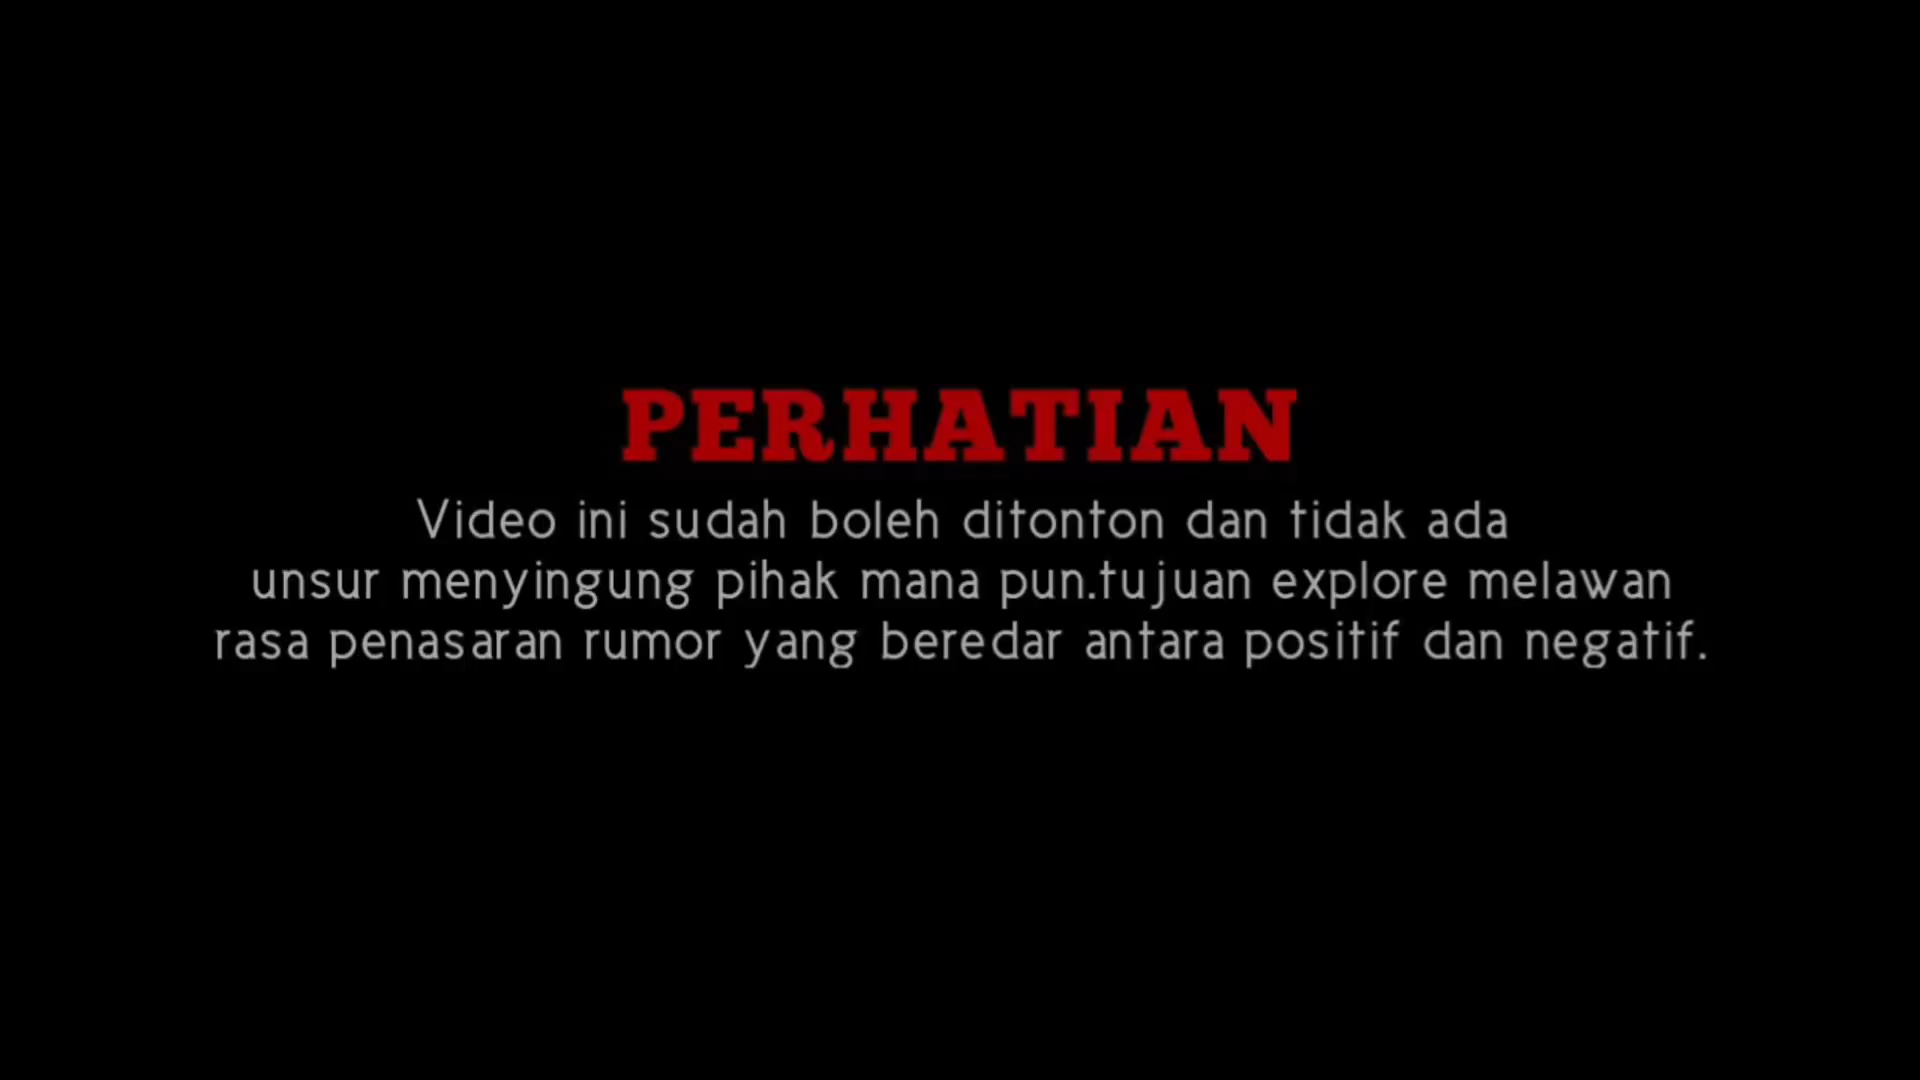 PERHATIAN
Video ini sudah boleh ditonton dan tidak ada
unsur menyingung pihak mana pun.tujuan explore melawan
rasa penasaran rumor yang beredar antara positif dan negatif.